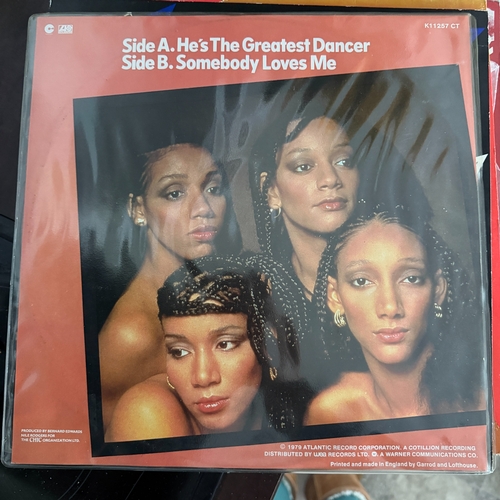 K11257 CT
Side A. He's The Greatest Dancer
Side B. Somebody Loves Me
PRODUCED BY BERNARD EDWARDS
NILE RODGERS FOR
THE CHIC ORGANIZATION LTD.
© 1979 ATLANTIC RECORD CORPORATION. A COTILLION RECORDING
DISTRIBUTED BY wea RECORDS LTD. A WARNER COMMUNICATIONS CO.
Printed and made in England by Garrod and Lofthouse